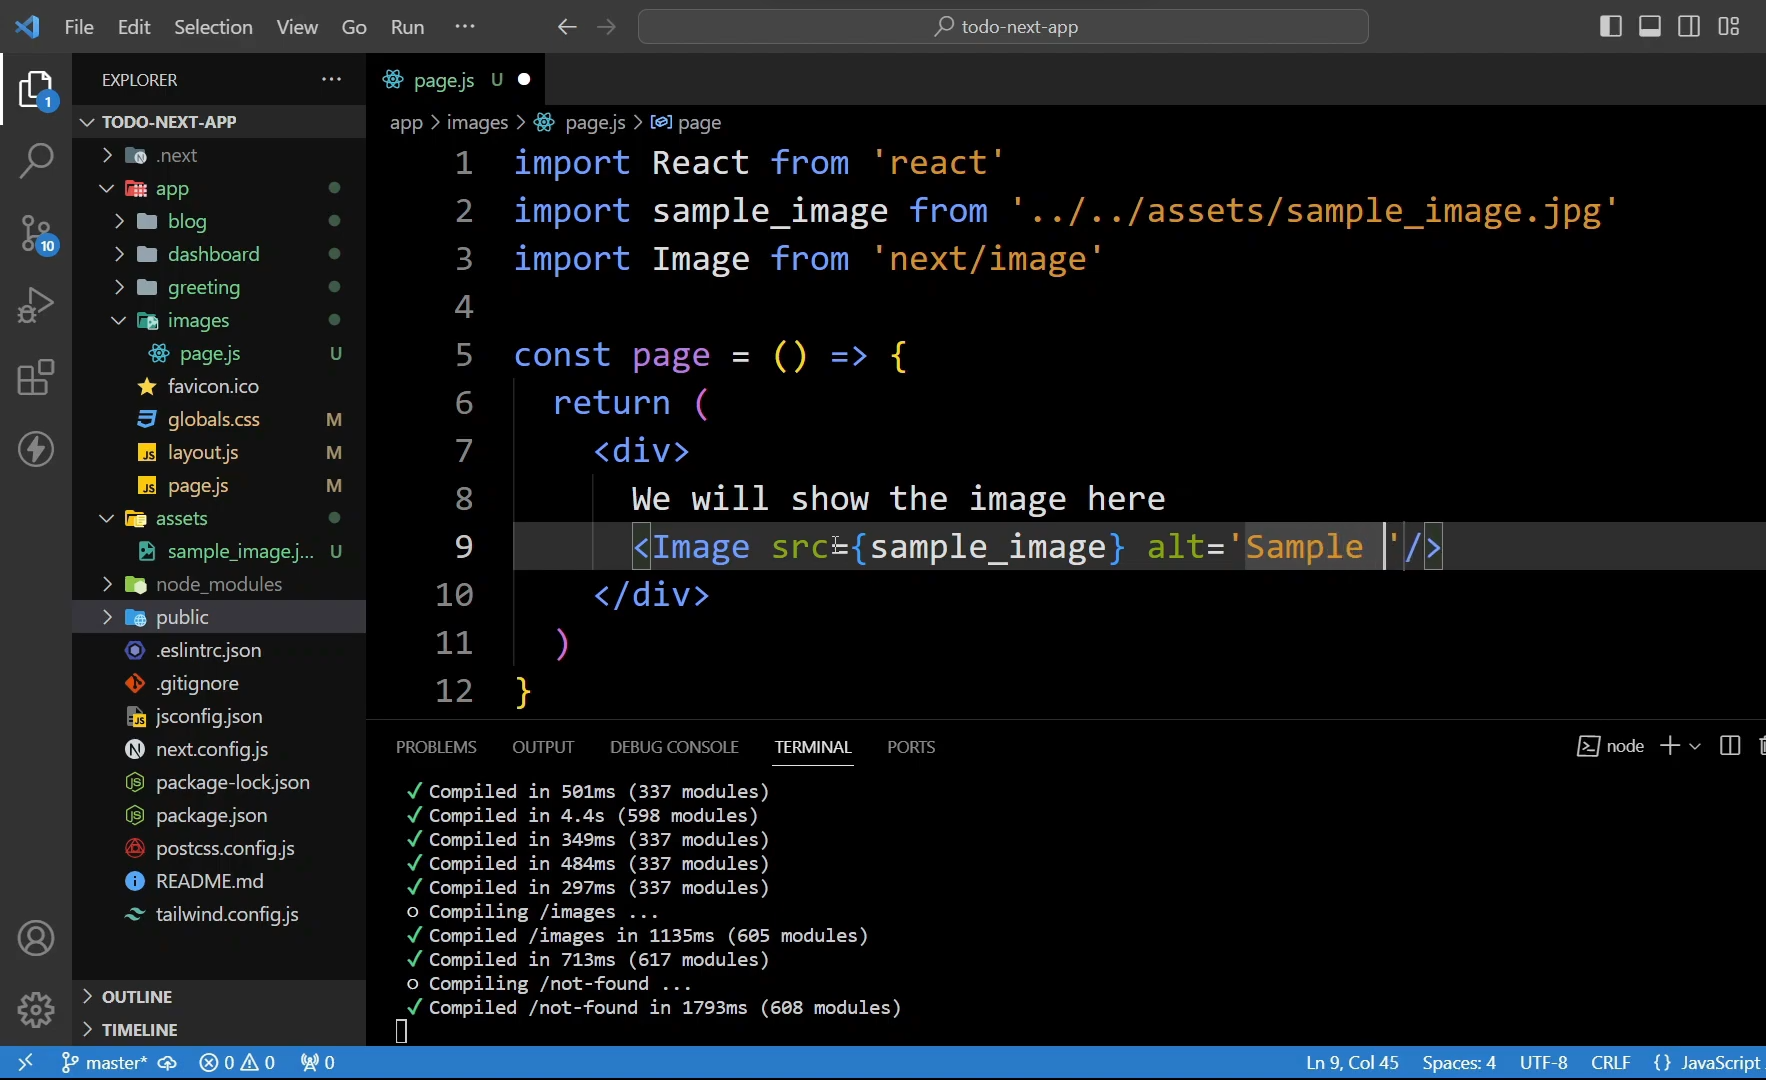 File Edit Selection View Go Run ···
todo-next-app
EXPLORER ···
1
TODO-NEXT-APP
.next
app
blog
dashboard
greeting
images
page.js U
favicon.ico
globals.css M
layout.js M
page.js M
assets
sample_image.j... U
node_modules
public
.eslintrc.json
.gitignore
jsconfig.json
next.config.js
package-lock.json
package.json
postcss.config.js
README.md
tailwind.config.js
OUTLINE
TIMELINE
10
page.js U
app > images > page.js > page
1 import React from 'react'
2 import sample_image from '../../assets/sample_image.jpg'
3 import Image from 'next/image'
4
5 const page = () => {
6 return (
7 <div>
8 We will show the image here
9 <Image src={sample_image} alt='Sample '/>
10 </div>
11 )
12 }
PROBLEMS OUTPUT DEBUG CONSOLE TERMINAL PORTS
node
✓ Compiled in 501ms (337 modules)
✓ Compiled in 4.4s (598 modules)
✓ Compiled in 349ms (337 modules)
✓ Compiled in 484ms (337 modules)
✓ Compiled in 297ms (337 modules)
○ Compiling /images ...
✓ Compiled /images in 1135ms (605 modules)
✓ Compiled in 713ms (617 modules)
○ Compiling /not-found ...
✓ Compiled /not-found in 1793ms (608 modules)
master* 0 0 0
Ln 9, Col 45 Spaces: 4 UTF-8 CRLF {} JavaScript